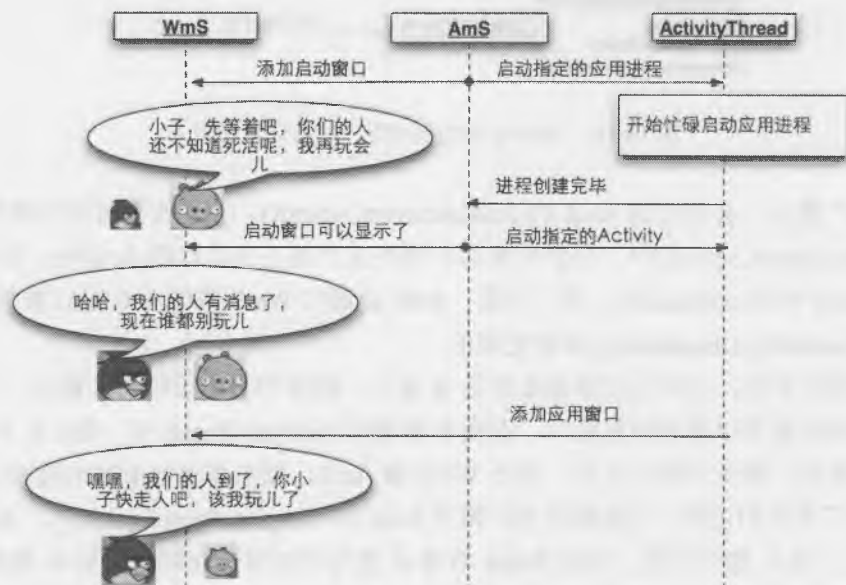 WmS
AmS
ActivityThread
添加启动窗口
启动指定的应用进程
小子，先等着吧，你们的人
还不知道死活呢，我再玩会
儿
开始忙碌启动应用进程
进程创建完毕
启动窗口可以显示了
启动指定的Activity
哈哈，我们的人有消息了，
现在谁都别玩儿
添加应用窗口
嘿嘿，我们的人到了，你小
子快走人吧，该我玩儿了